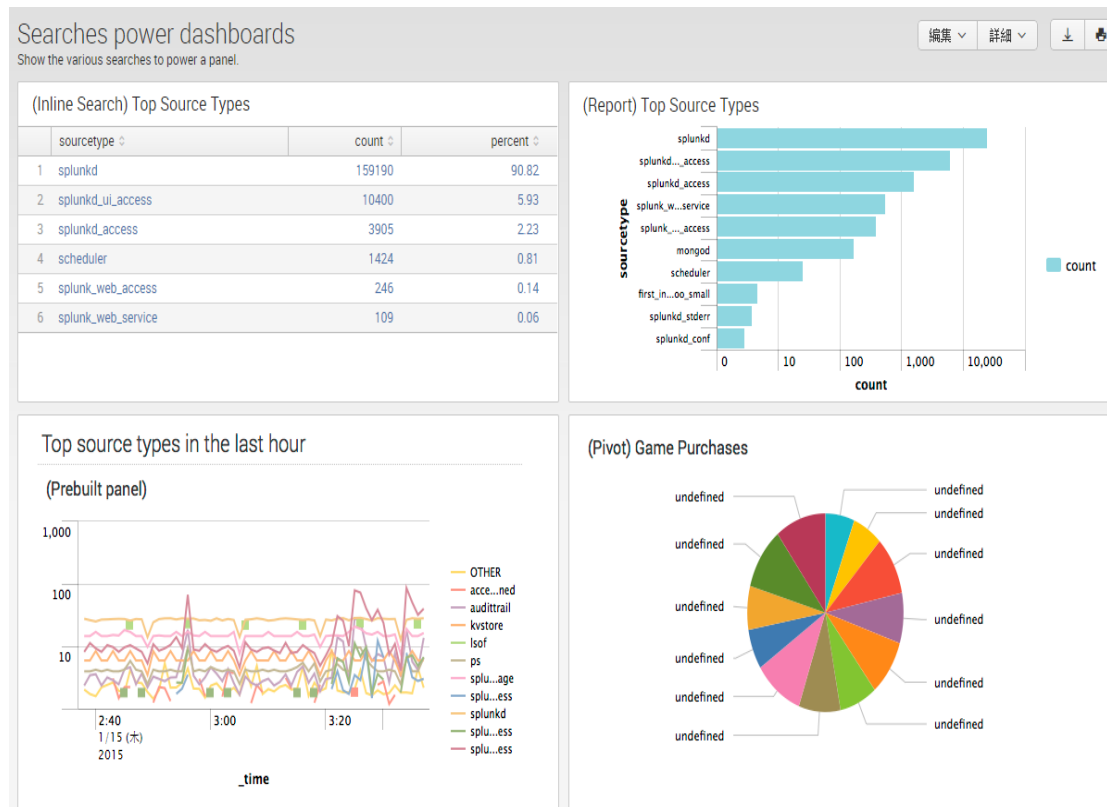 Searches power dashboards
編集 詳細
Show the various searches to power a panel.
(Inline Search) Top Source Types
sourcetype count percent
1 splunkd 159190 90.82
2 splunkd_ui_access 10400 5.93
3 splunkd_access 3905 2.23
4 scheduler 1424 0.81
5 splunk_web_access 246 0.14
6 splunk_web_service 109 0.06
(Report) Top Source Types
sourcetype
splunkd
splunkd..._access
splunkd_access
splunk_w...service
splunk_..._access
mongod
scheduler
first_in...oo_small
splunkd_stderr
splunkd_conf
0 10 100 1,000 10,000
count
count
Top source types in the last hour
(Prebuilt panel)
1,000
100
10
2:40 3:00 3:20
1/15 (木)
2015
_time
OTHER
acce...ned
audittrail
kvstore
lsof
ps
splu...age
splu...ess
splunkd
splu...ess
splu...ess
(Pivot) Game Purchases
undefined undefined
undefined
undefined undefined
undefined undefined
undefined
undefined undefined
undefined undefined